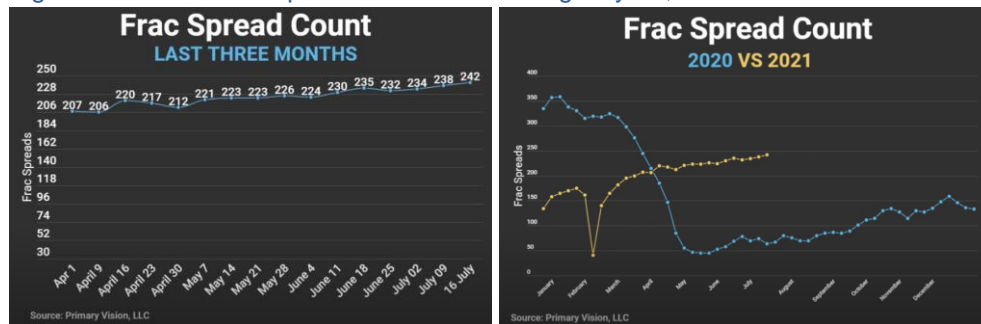 Frac Spread Count
LAST THREE MONTHS
250
228
206
184
162
140
118
96
74
52
30
Frac Spreads
207 206 220 217 212 221 223 223 226 224 230 235 232 234 238 242
Apr 1
April 9
April 16
April 23
April 30
May 7
May 14
May 21
May 28
June 4
June 11
June 18
June 25
July 02
July 09
16 July
Source: Primary Vision, LLC
Frac Spread Count
2020 VS 2021
400
350
300
250
200
150
100
50
0
Frac Spreads
January
February
March
April
May
June
July
August
September
October
November
December
Source: Primary Vision, LLC